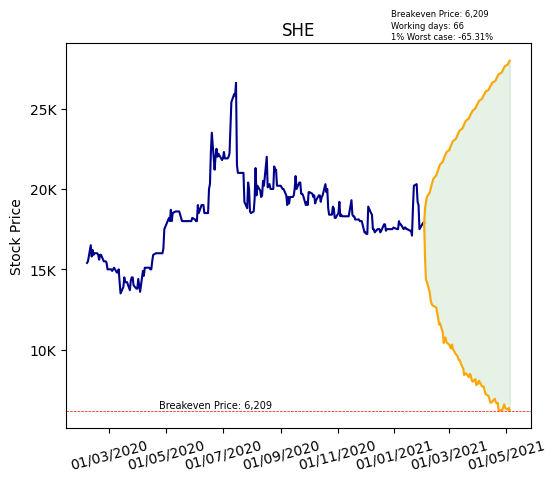 Breakeven Price: 6,209
Working days: 66
1% Worst case: -65.31%
SHE
Stock Price
25K
20K
15K
10K
Breakeven Price: 6,209
01/03/2020
01/05/2020
01/07/2020
01/09/2020
01/11/2020
01/01/2021
01/03/2021
01/05/2021